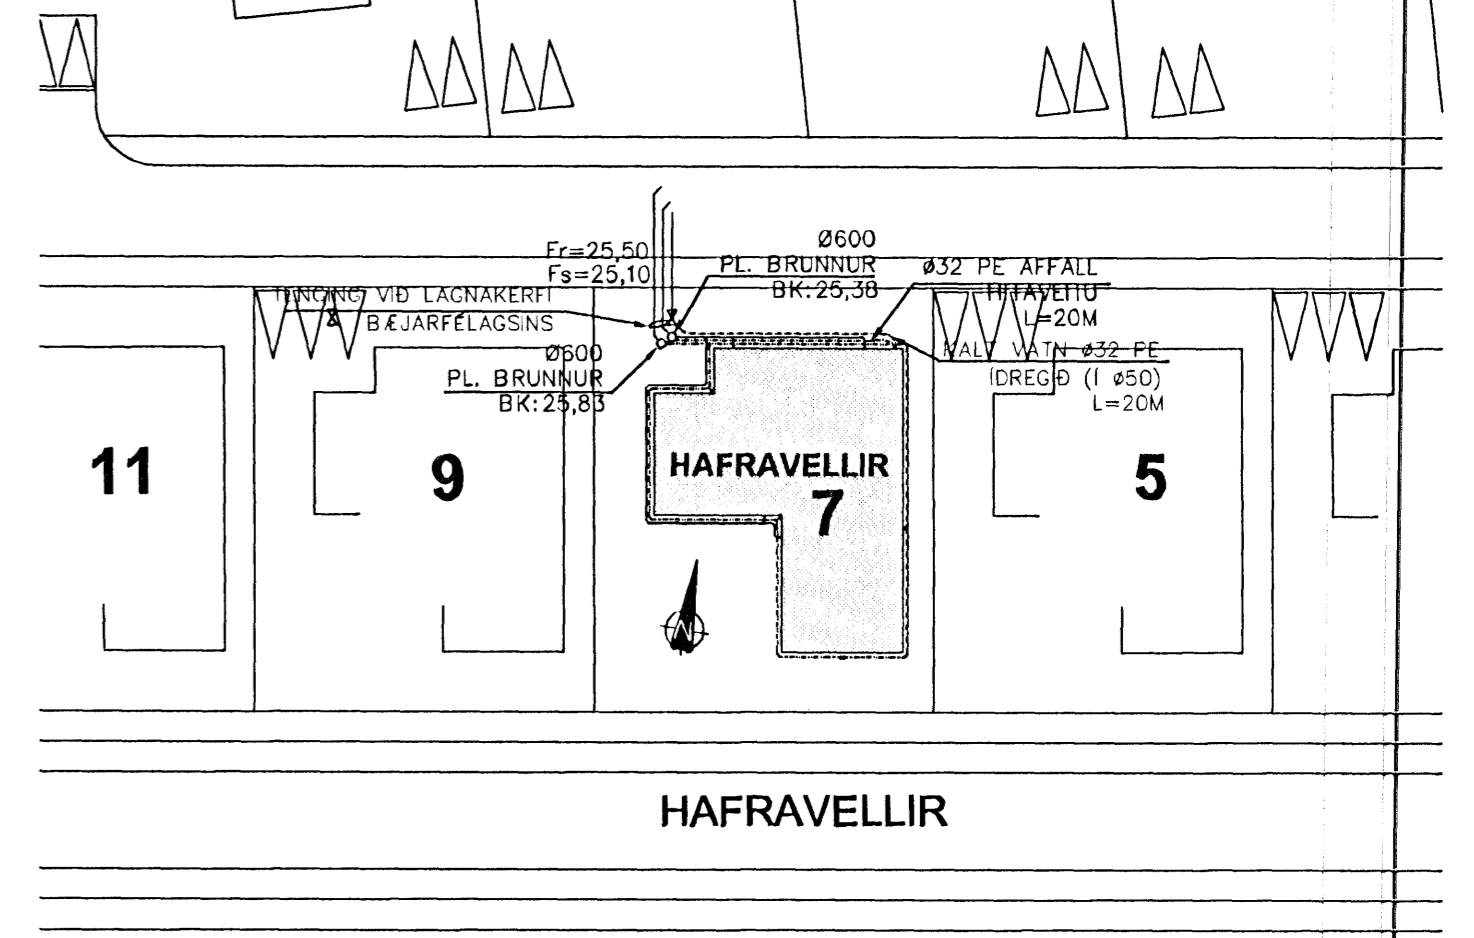 Fr=25,50
Fs=25,10
Ø600
PL. BRUNNUR
BK:25,38
ø32 PE AFFALL
HITAVEITU
L=20M
TENGING VIÐ LAGNAKERFI
BÆJARFÉLAGSINS
Ø600
PL. BRUNNUR
BK:25,83
KALT VATN ø32 PE
ÍDREGIÐ (Í ø50)
L=20M
11
9
HAFRAVELLIR
7
5
N
HAFRAVELLIR